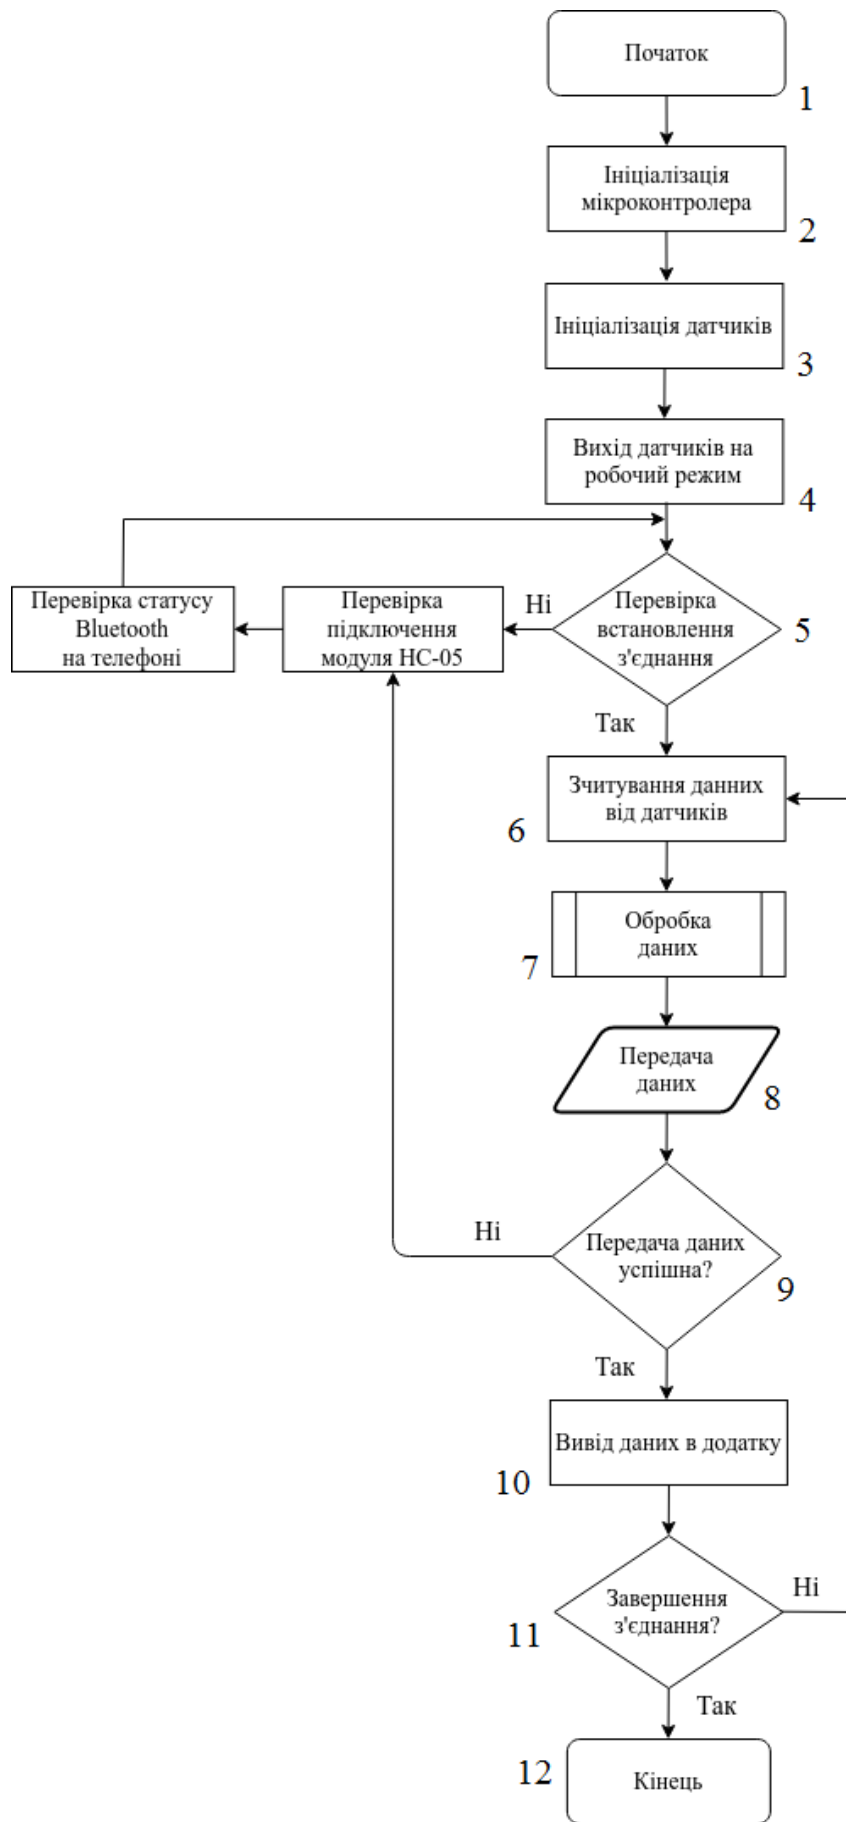 Початок
1
Ініціалізація
мікроконтролера
2
Ініціалізація датчиків
3
Вихід датчиків на
робочий режим
4
Перевірка статусу
Bluetooth
на телефоні
Перевірка
підключення
модуля HC-05
Ні
Перевірка
встановлення
з'єднання
5
Так
Зчитування данних
від датчиків
6
Обробка
даних
7
Передача
даних
8
Ні
Передача даних
успішна?
9
Так
Вивід даних в додатку
10
Завершення
з'єднання?
Ні
11
Так
Кінець
12